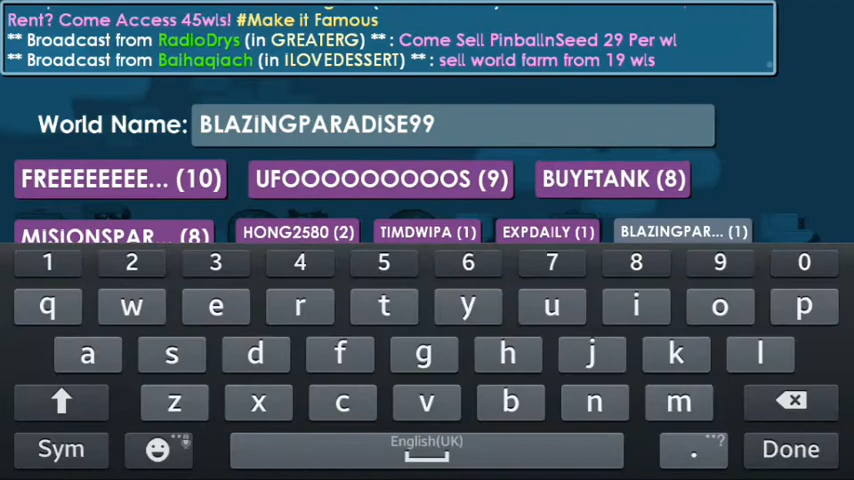 Rent? Come Access 45wls! #Make it Famous
** Broadcast from RadioDrys (in GREATERG) ** : Come Sell PinballnSeed 29 Per wl
** Broadcast from Baihaqiach (in ILOVEDESSERT) ** : sell world farm from 19 wls
World Name: BLAZINGPARADISE99
FREEEEEEEE... (10) UFOOOOOOOOOS (9) BUYFTANK (8)
MISIONSPAR... (8) HONG2580 (2) TIMDWIPA (1) EXPDAILY (1) BLAZINGPAR... (1)
1 2 3 4 5 6 7 8 9 0
q w e r t y u i o p
a s d f g h j k l
z x c v b n m
Sym English(UK) . ,,? Done